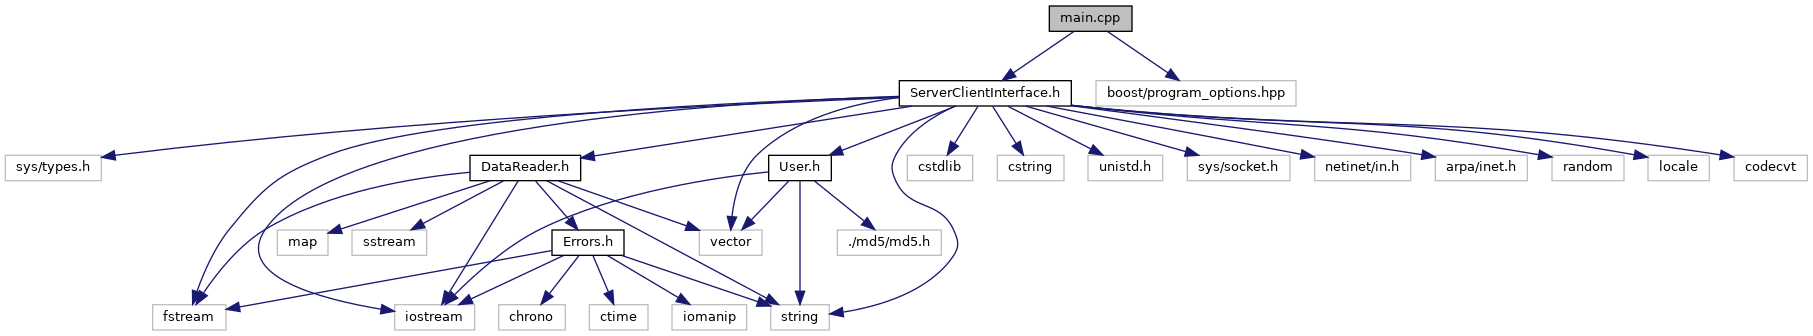 main.cpp
ServerClientInterface.h
boost/program_options.hpp
sys/types.h
DataReader.h
User.h
cstdlib
cstring
unistd.h
sys/socket.h
netinet/in.h
arpa/inet.h
random
locale
codecvt
map
sstream
Errors.h
vector
./md5/md5.h
fstream
iostream
chrono
ctime
iomanip
string